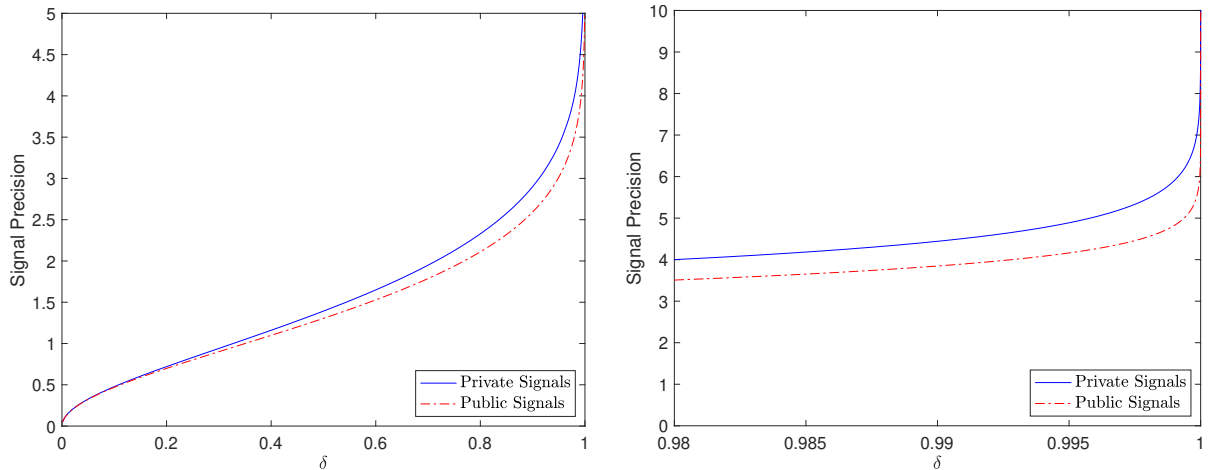 5
4.5
4
3.5
3
2.5
2
1.5
1
0.5
0
Signal Precision
0 0.2 0.4 0.6 0.8 1
δ
Private Signals
Public Signals
10
9
8
7
6
5
4
3
2
1
0
Signal Precision
0.98 0.985 0.99 0.995 1
δ
Private Signals
Public Signals